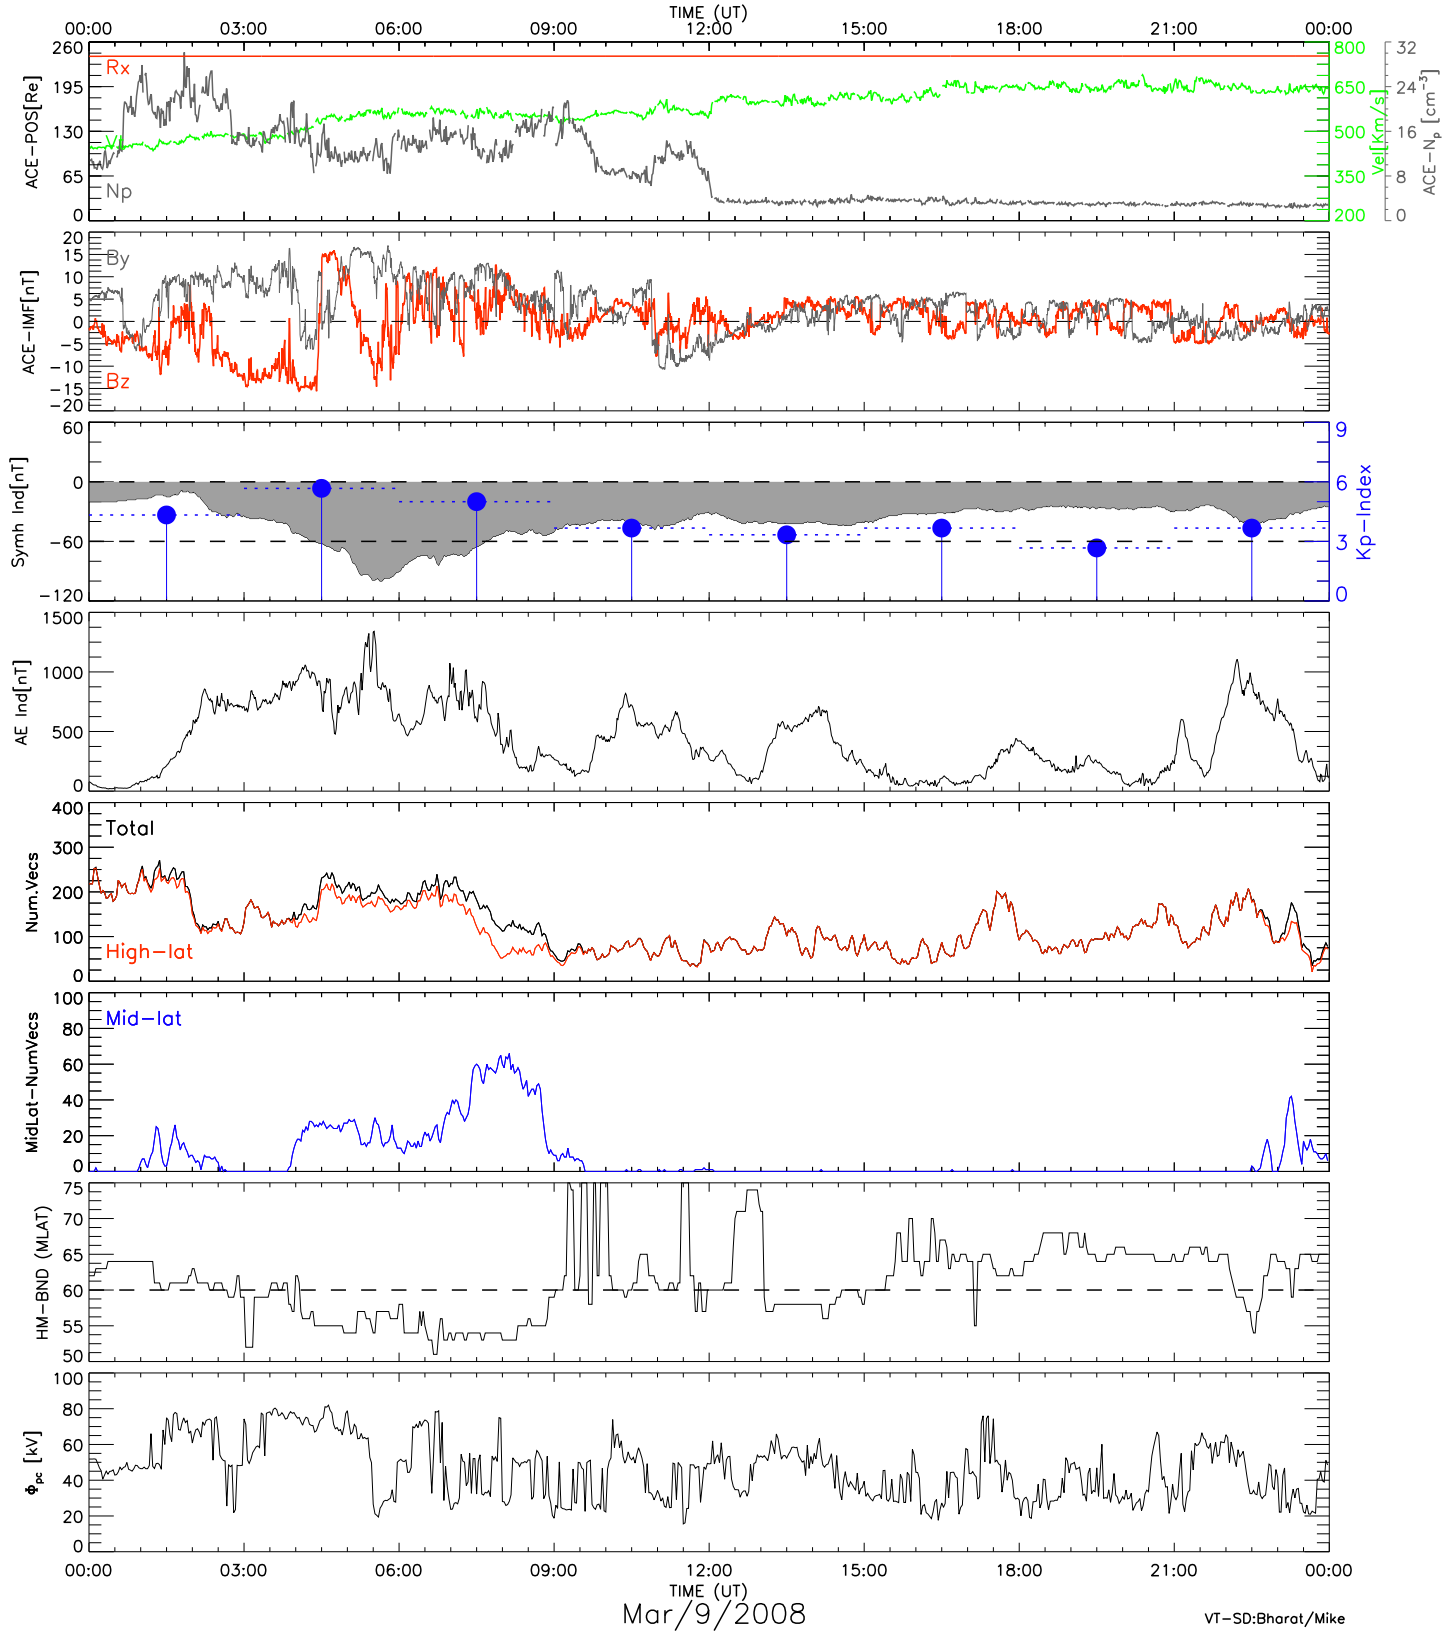 TIME (UT)
00:00 03:00 06:00 09:00 12:00 15:00 18:00 21:00 00:00
ACE-POS[Re]
260
195
130
65
0
Rx
Vx
Np
800
650
500
350
200
Vel[Km/s]
32
24
16
8
0
ACE-Np [cm-3]
ACE-IMF[nT]
20
15
10
5
0
-5
-10
-15
-20
By
Bz
Symh Ind[nT]
60
0
-60
-120
9
6
3
0
Kp-Index
AE Ind[nT]
1500
1000
500
0
Num.Vecs
400
300
200
100
0
Total
High-lat
MidLat-NumVecs
100
80
60
40
20
0
Mid-lat
HM-BND (MLAT)
75
70
65
60
55
50
Φpc [kV]
100
80
60
40
20
0
00:00 03:00 06:00 09:00 12:00 15:00 18:00 21:00 00:00
TIME (UT)
Mar/9/2008
VT-SD:Bharat/Mike